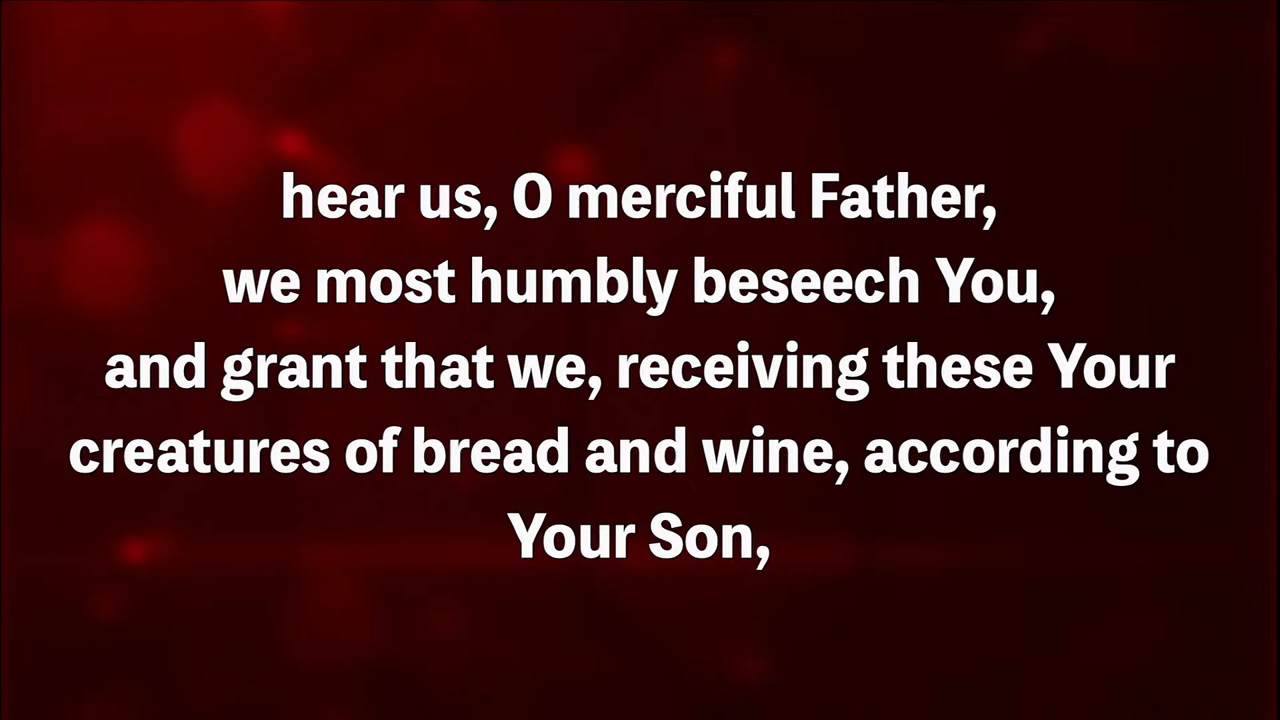 hear us, O merciful Father,
we most humbly beseech You,
and grant that we, receiving these Your
creatures of bread and wine, according to
Your Son,